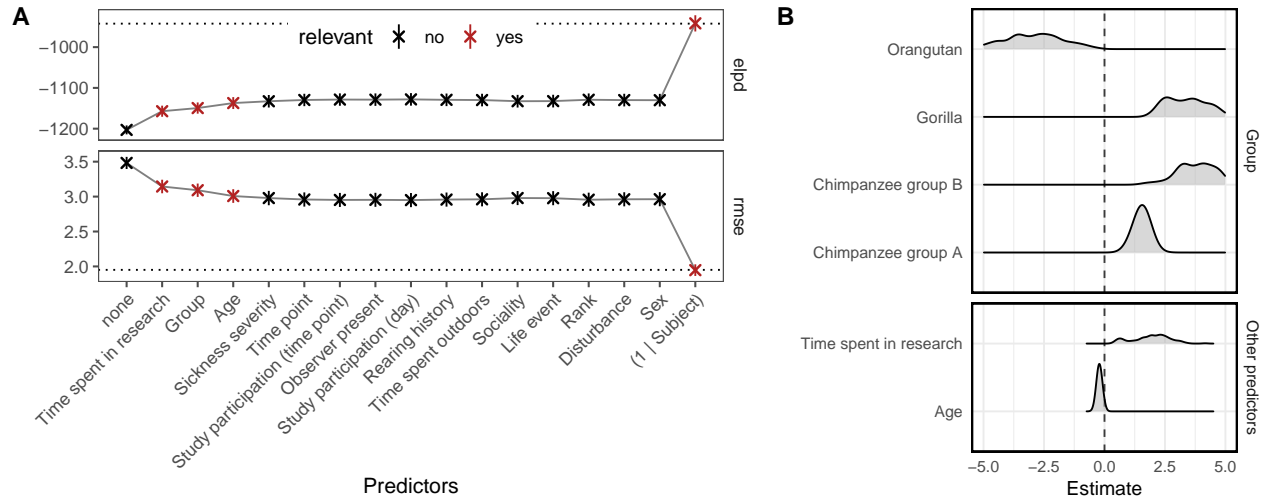 A
relevant no yes
−1000
−1100
−1200
elpd
3.5
3.0
2.5
2.0
rmse
none
Time spent in research
Group
Age
Sickness severity
Time point
Study participation (time point)
Observer present
Study participation (day)
Rearing history
Time spent outdoors
Sociality
Life event
Rank
Disturbance
Sex
(1 | Subject)
Predictors
B
Orangutan
Gorilla
Chimpanzee group B
Chimpanzee group A
Group
Time spent in research
Age
Other predictors
−5.0 −2.5 0.0 2.5 5.0
Estimate